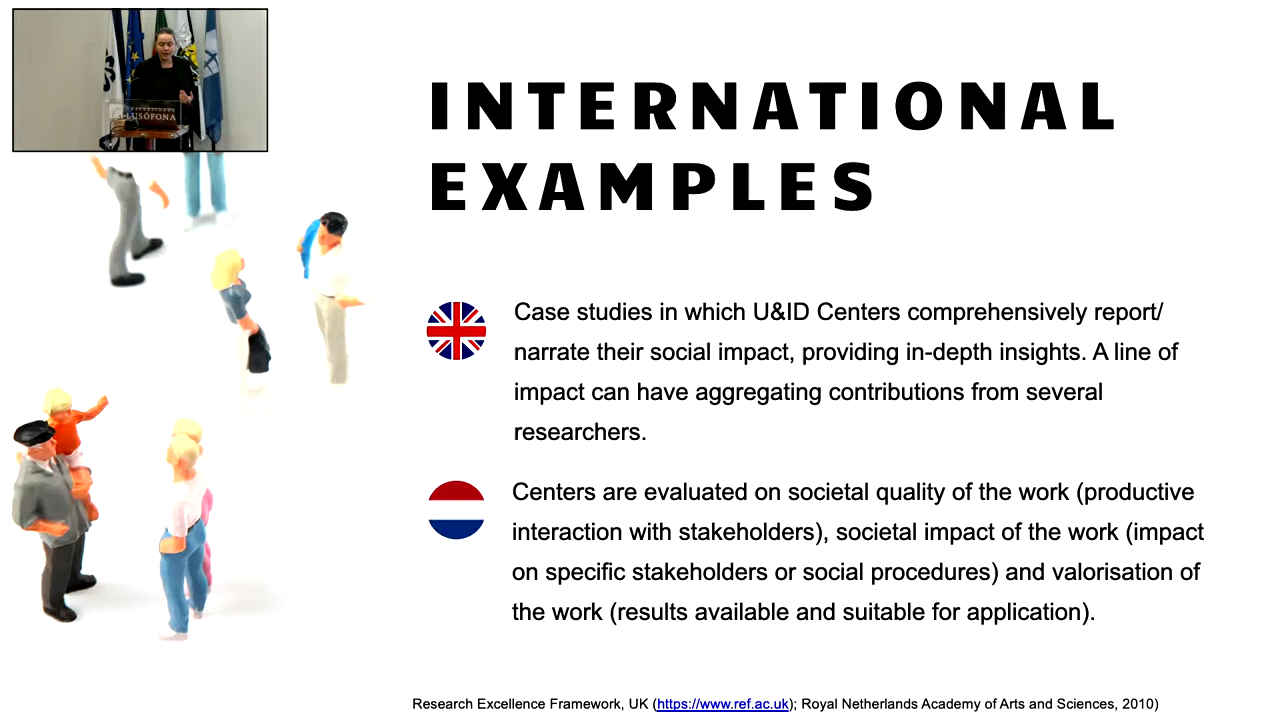 UNIVERSIDADE
LUSÓFONA
INTERNATIONAL
EXAMPLES
Case studies in which U&ID Centers comprehensively report/
narrate their social impact, providing in-depth insights. A line of
impact can have aggregating contributions from several
researchers.
Centers are evaluated on societal quality of the work (productive
interaction with stakeholders), societal impact of the work (impact
on specific stakeholders or social procedures) and valorisation of
the work (results available and suitable for application).
Research Excellence Framework, UK (https://www.ref.ac.uk); Royal Netherlands Academy of Arts and Sciences, 2010)